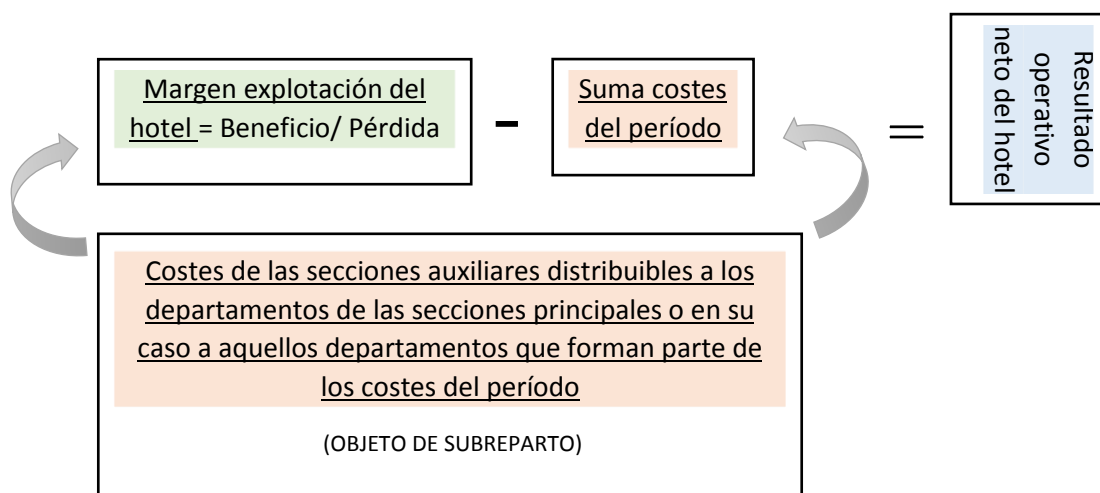 Margen explotación del
hotel = Beneficio/ Pérdida
-
Suma costes
del período
=
Resultado
operativo
neto del hotel
Costes de las secciones auxiliares distribuibles a los
departamentos de las secciones principales o en su
caso a aquellos departamentos que forman parte de
los costes del período
(OBJETO DE SUBREPARTO)